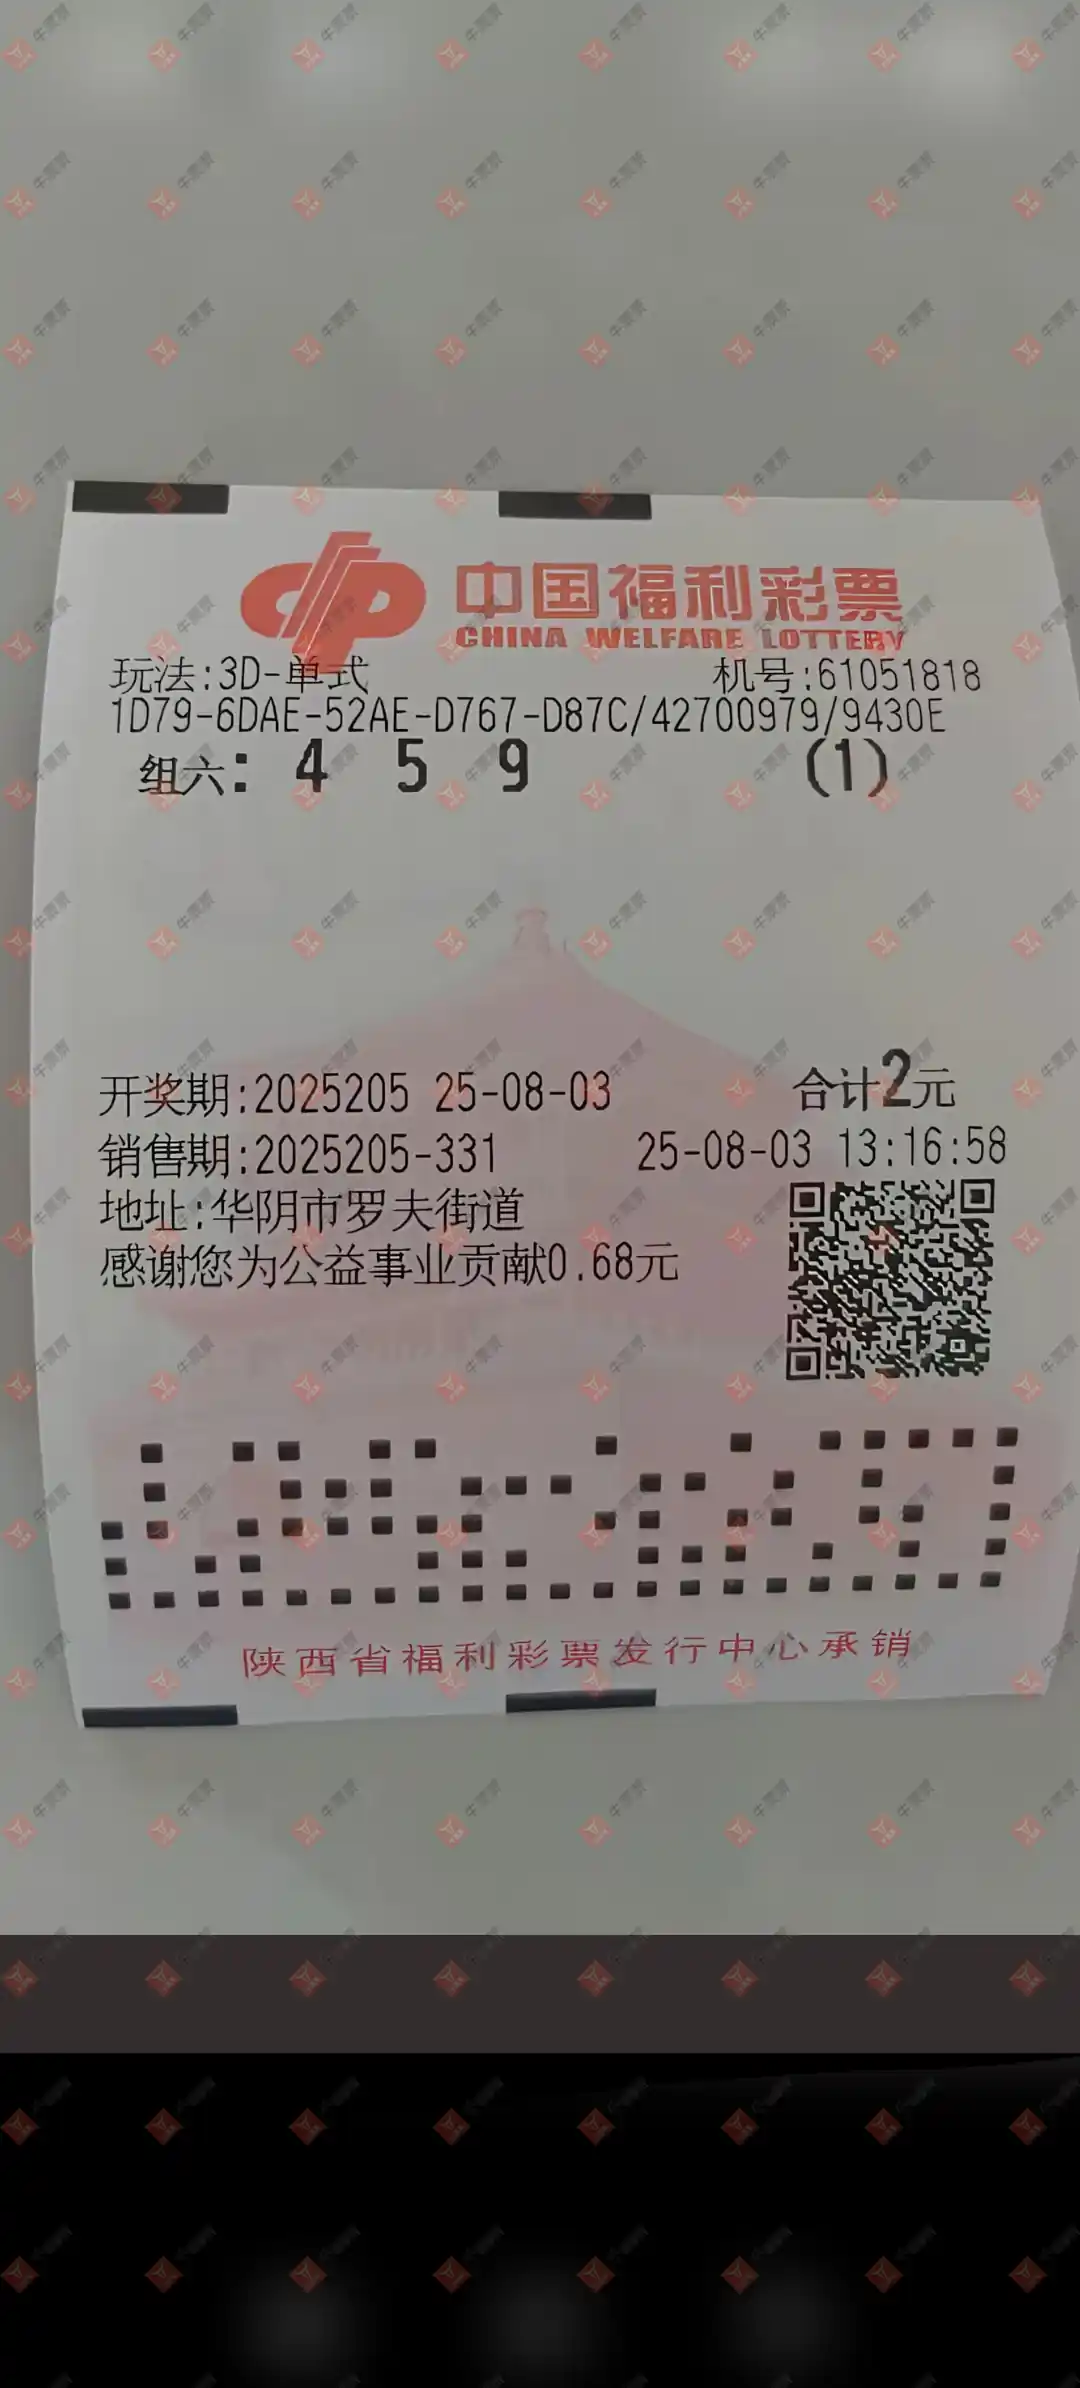 中国福利彩票
CHINA WELFARE LOTTERY
玩法:3D-单式 机号:61051818
1D79-6DAE-52AE-D767-D87C/42700979/9430E
组六: 4 5 9 (1)
开奖期:2025205 25-08-03 合计2元
销售期:2025205-331 25-08-03 13:16:58
地址:华阴市罗夫街道
感谢您为公益事业贡献0.68元
陕西省福利彩票发行中心承销